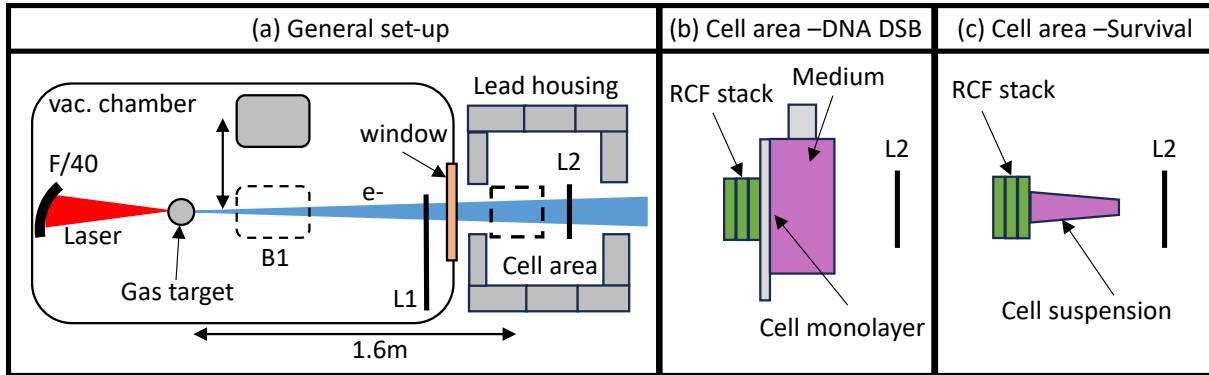 (a) General set-up
(b) Cell area –DNA DSB
(c) Cell area –Survival
vac. chamber
F/40
Laser
Gas target
B1
e-
L1
window
Lead housing
L2
Cell area
1.6m
RCF stack
Medium
L2
Cell monolayer
RCF stack
L2
Cell suspension